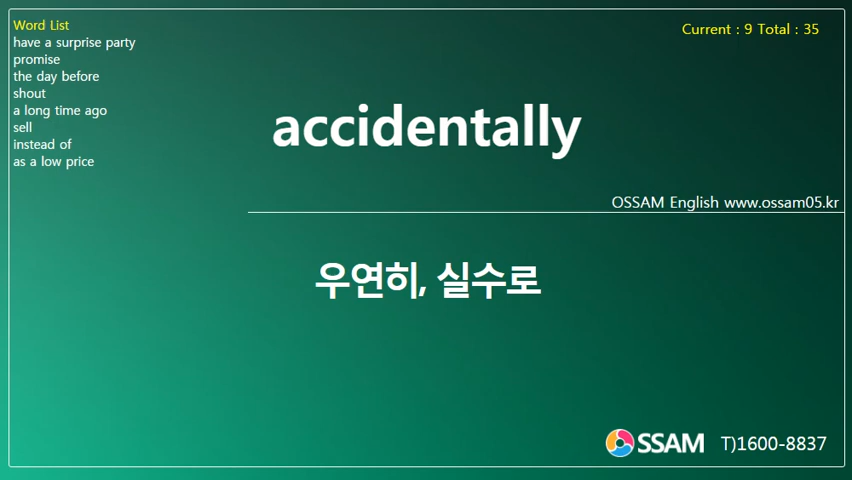 Word List
have a surprise party
promise
the day before
shout
a long time ago
sell
instead of
as a low price
Current : 9 Total : 35
accidentally
OSSAM English www.ossam05.kr
우연히, 실수로
OSSAM T)1600-8837